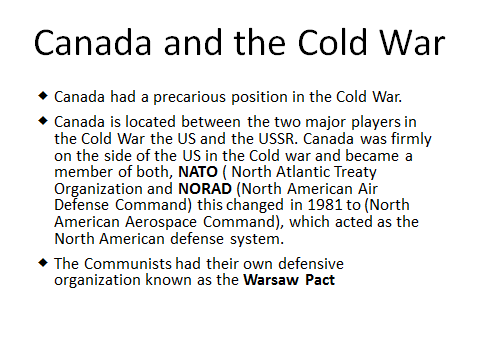 Canada and the Cold War
Canada had a precarious position in the Cold War.
Canada is located between the two major players in
the Cold War the US and the USSR. Canada was firmly
on the side of the US in the Cold war and became a
member of both, NATO ( North Atlantic Treaty
Organization and NORAD (North American Air
Defense Command) this changed in 1981 to (North
American Aerospace Command), which acted as the
North American defense system.
The Communists had their own defensive
organization known as the Warsaw Pact